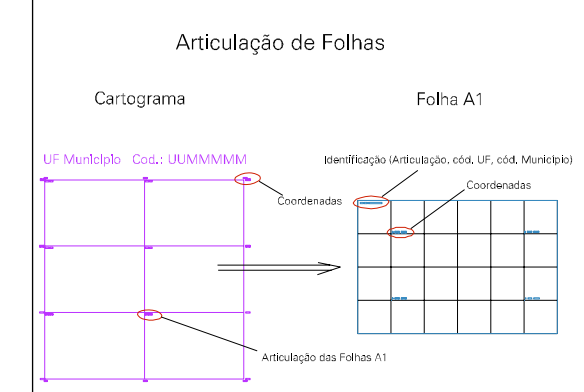 Articulação de Folhas
Cartograma
Folha A1
UF Município Cod.: UUMMMMM
Identificação (Articulação, cód. UF, cód. Município)
Coordenadas
Coordenadas
Articulação das Folhas A1